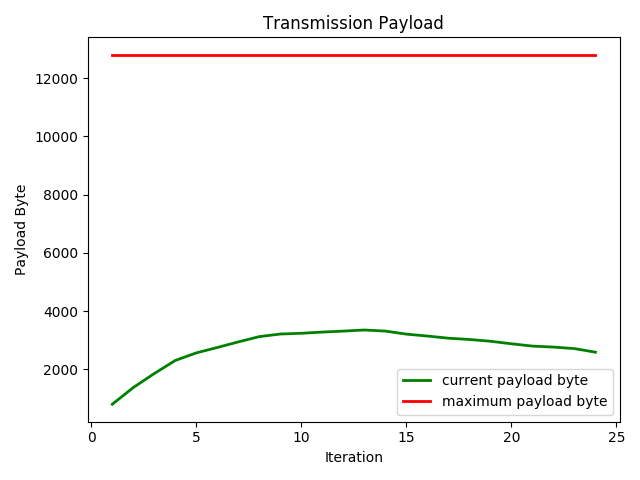 Transmission Payload
Payload Byte
12000
10000
8000
6000
4000
2000
0
5
10
15
20
25
Iteration
current payload byte
maximum payload byte